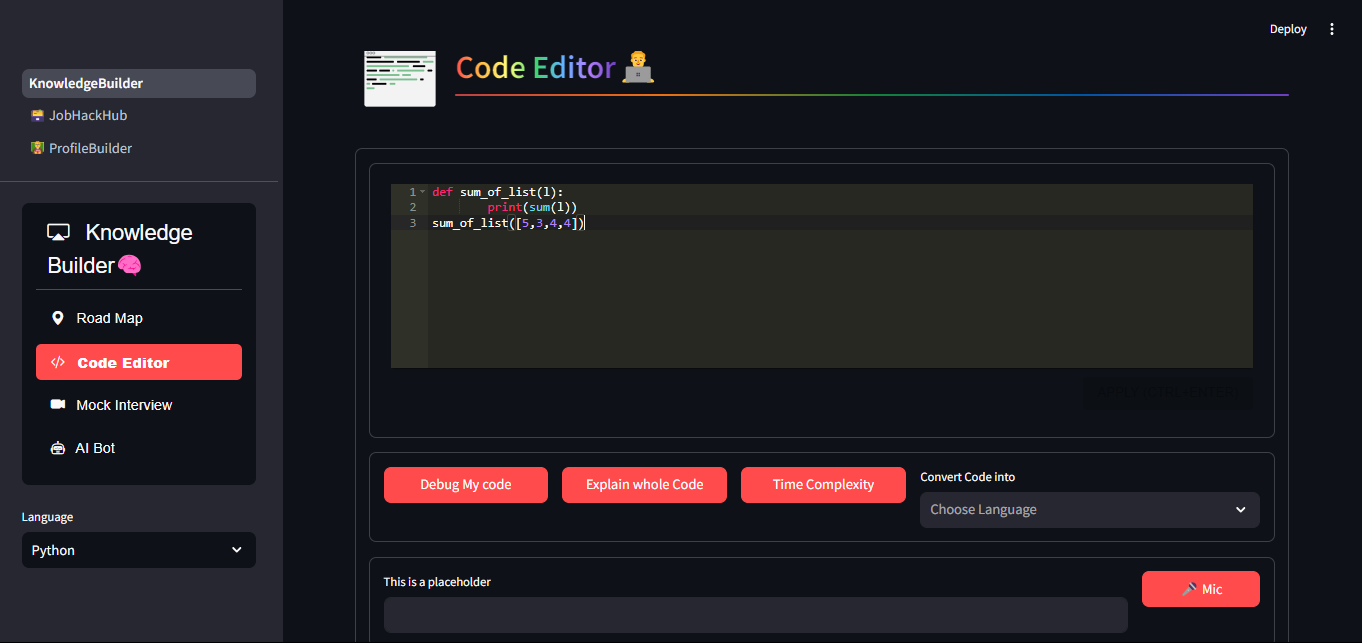 Deploy
KnowledgeBuilder
JobHackHub
ProfileBuilder
Knowledge
Builder
Road Map
Code Editor
Mock Interview
AI Bot
Language
Python
Code Editor
1 def sum_of_list(l):
2 print(sum(l))
3 sum_of_list([5,3,4,4])
Debug My code
Explain whole Code
Time Complexity
Convert Code into
Choose Language
This is a placeholder
Mic